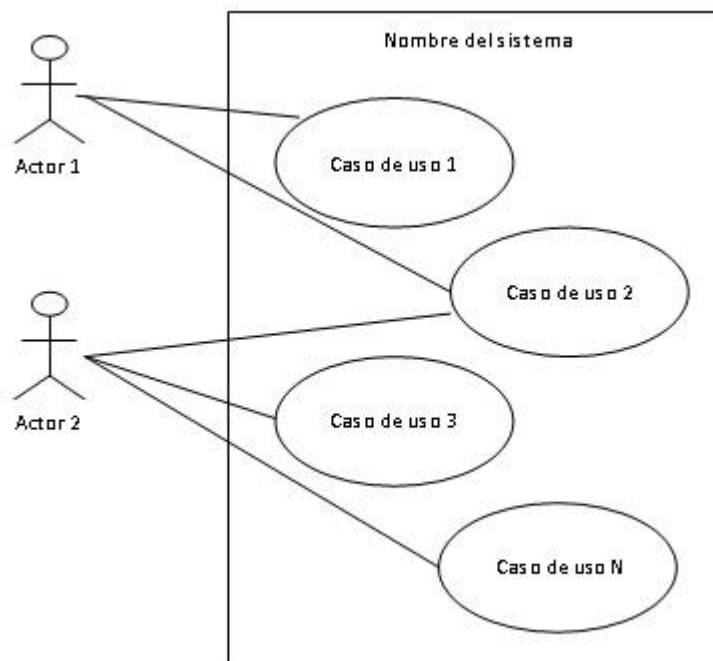 Nombre del sistema
Caso de uso 1
Actor 1
Caso de uso 2
Caso de uso 3
Actor 2
Caso de uso N